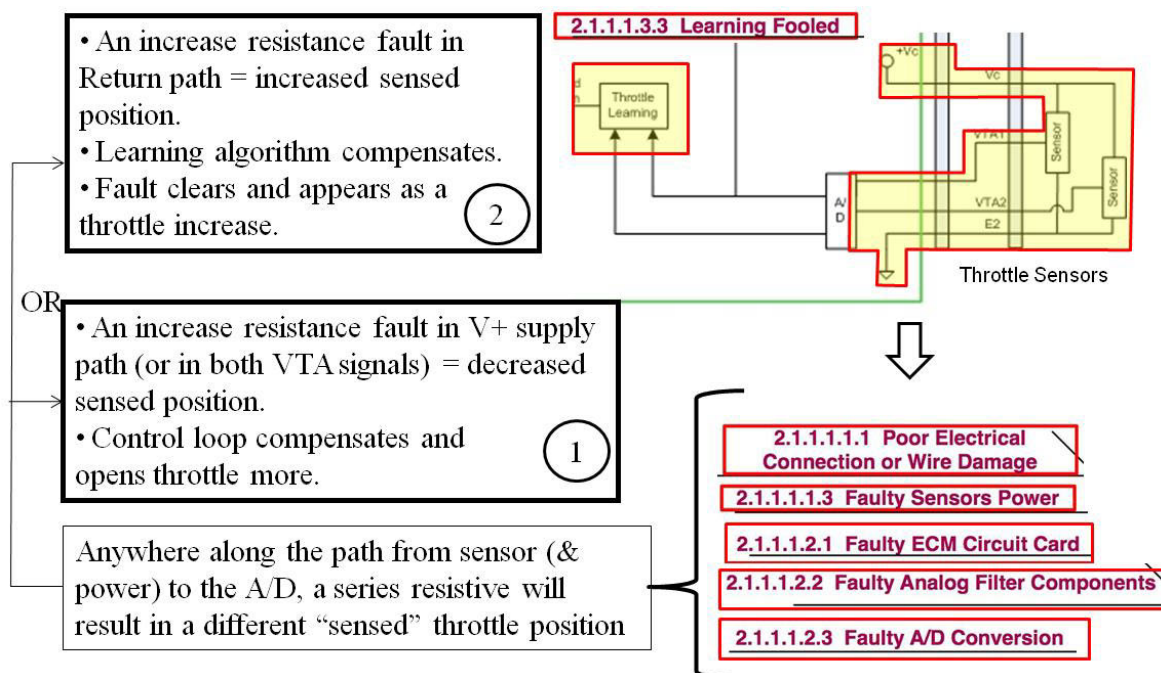 • An increase resistance fault in
Return path = increased sensed
position.
• Learning algorithm compensates.
• Fault clears and appears as a
throttle increase.
2
2.1.1.1.3.3 Learning Fooled
d
n
Throttle
Learning
+Vc
Vc
VTA1
Sensor
Sensor
A/
D
VTA2
E2
Throttle Sensors
OR
• An increase resistance fault in V+ supply
path (or in both VTA signals) = decreased
sensed position.
• Control loop compensates and
opens throttle more.
1
Anywhere along the path from sensor (&
power) to the A/D, a series resistive will
result in a different “sensed” throttle position
2.1.1.1.1.1 Poor Electrical
Connection or Wire Damage
2.1.1.1.1.3 Faulty Sensors Power
2.1.1.1.2.1 Faulty ECM Circuit Card
2.1.1.1.2.2 Faulty Analog Filter Components
2.1.1.1.2.3 Faulty A/D Conversion